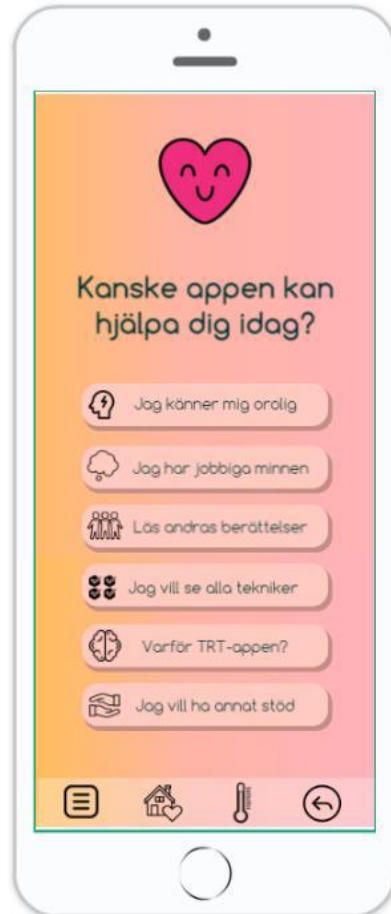 Kanske appen kan
hjälpa dig idag?
Jag känner mig orolig
Jag har jobbiga minnen
Läs andras berättelser
Jag vill se alla tekniker
Varför TRT-appen?
Jag vill ha annat stöd